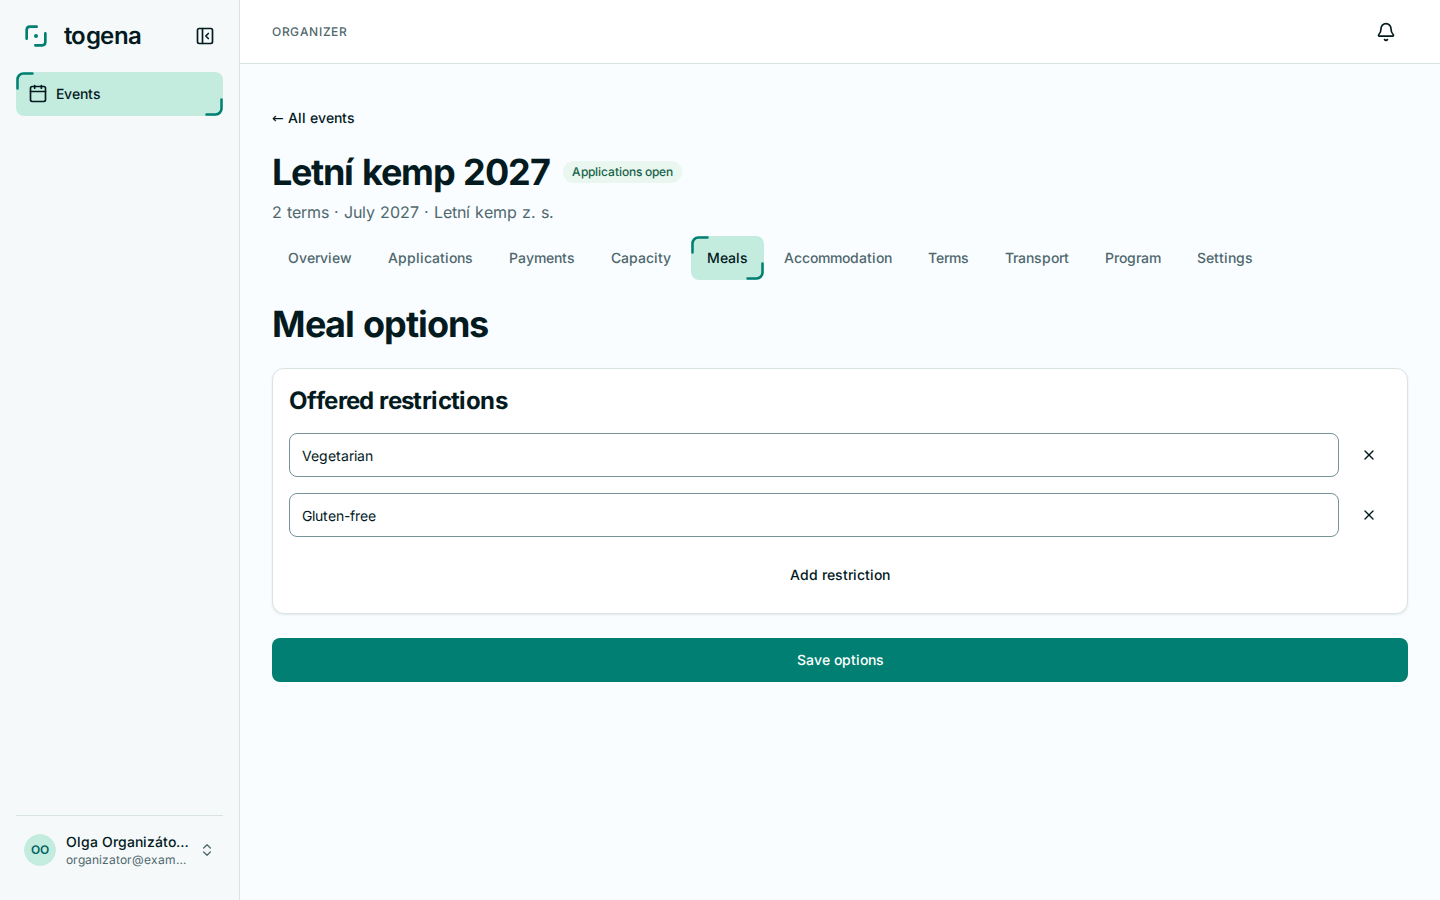 togena
ORGANIZER
Events
← All events
Letní kemp 2027
Applications open
2 terms · July 2027 · Letní kemp z. s.
Overview
Applications
Payments
Capacity
Meals
Accommodation
Terms
Transport
Program
Settings
Meal options
Offered restrictions
Vegetarian
Gluten-free
Add restriction
Save options
OO
Olga Organizáto...
organizator@exam...